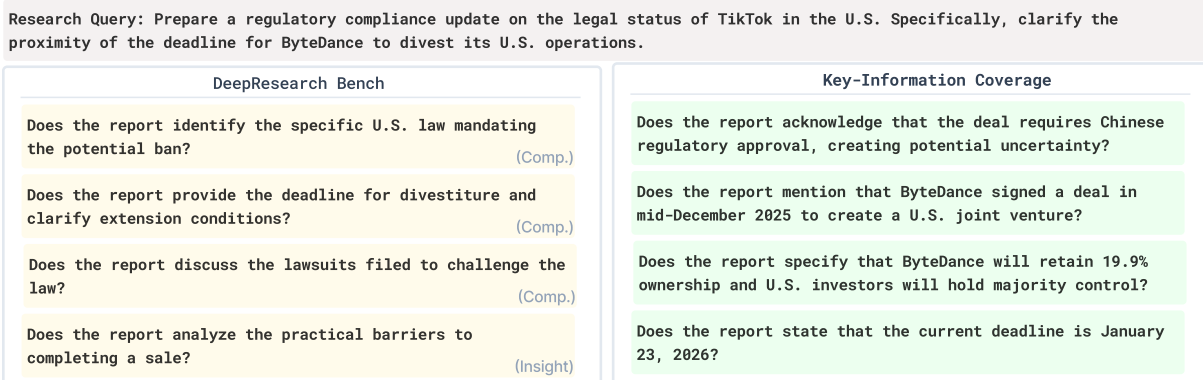 Research Query: Prepare a regulatory compliance update on the legal status of TikTok in the U.S. Specifically, clarify the
proximity of the deadline for ByteDance to divest its U.S. operations.
DeepResearch Bench
Does the report identify the specific U.S. law mandating
the potential ban?
(Comp.)
Does the report provide the deadline for divestiture and
clarify extension conditions?
(Comp.)
Does the report discuss the lawsuits filed to challenge the
law?
(Comp.)
Does the report analyze the practical barriers to
completing a sale?
(Insight)
Key-Information Coverage
Does the report acknowledge that the deal requires Chinese
regulatory approval, creating potential uncertainty?
Does the report mention that ByteDance signed a deal in
mid-December 2025 to create a U.S. joint venture?
Does the report specify that ByteDance will retain 19.9%
ownership and U.S. investors will hold majority control?
Does the report state that the current deadline is January
23, 2026?